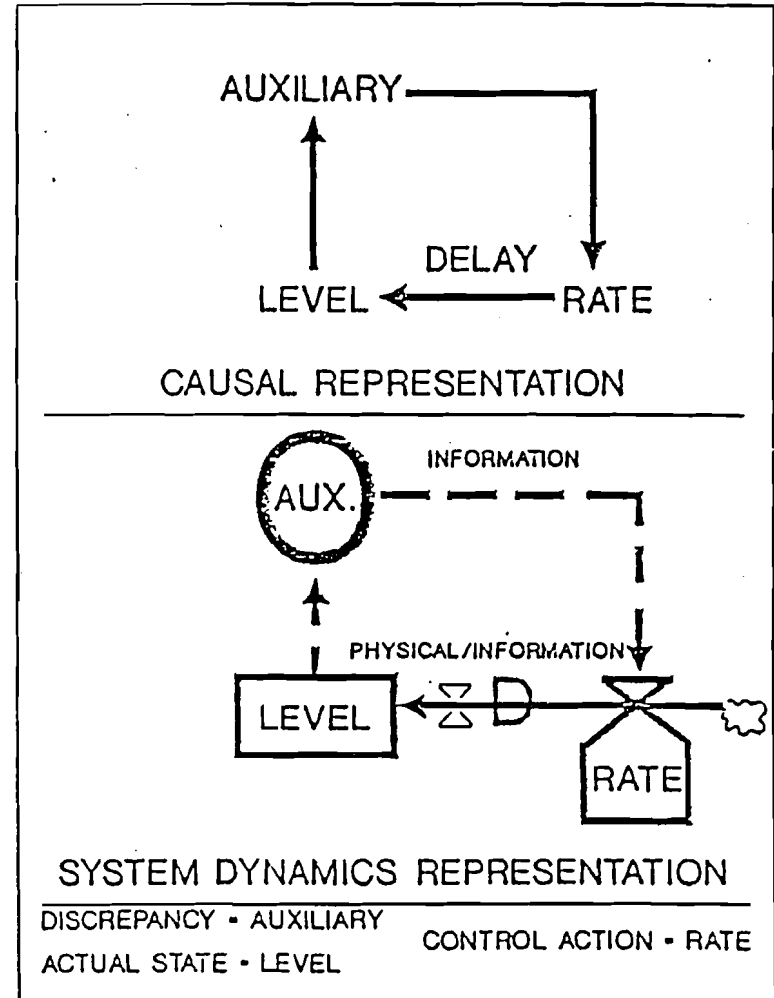 AUXILIARY
DELAY
LEVEL
RATE
CAUSAL REPRESENTATION
INFORMATION
AUX.
PHYSICAL/INFORMATION
LEVEL
D
RATE
SYSTEM DYNAMICS REPRESENTATION
DISCREPANCY - AUXILIARY
CONTROL ACTION - RATE
ACTUAL STATE - LEVEL